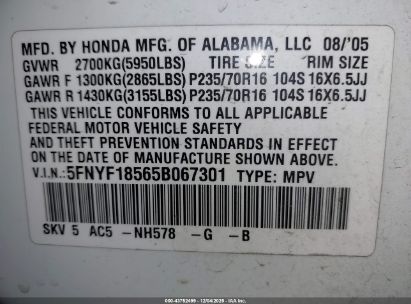 MFD. BY HONDA MFG. OF ALABAMA, LLC 08/'05
GVWR 2700KG(5950LBS) TIRE SIZE RIM SIZE
GAWR F 1300KG(2865LBS) P235/70R16 104S 16X6.5JJ
GAWR R 1430KG(3155LBS) P235/70R16 104S 16X6.5JJ
THIS VEHICLE CONFORMS TO ALL APPLICABLE
FEDERAL MOTOR VEHICLE SAFETY
AND THEFT PREVENTION STANDARDS IN EFFECT
ON THE DATE OF MANUFACTURE SHOWN ABOVE.
V.I.N.: 5FNYF18565B067301 TYPE: MPV
SKV 5 AC5 -NH578 -G -B